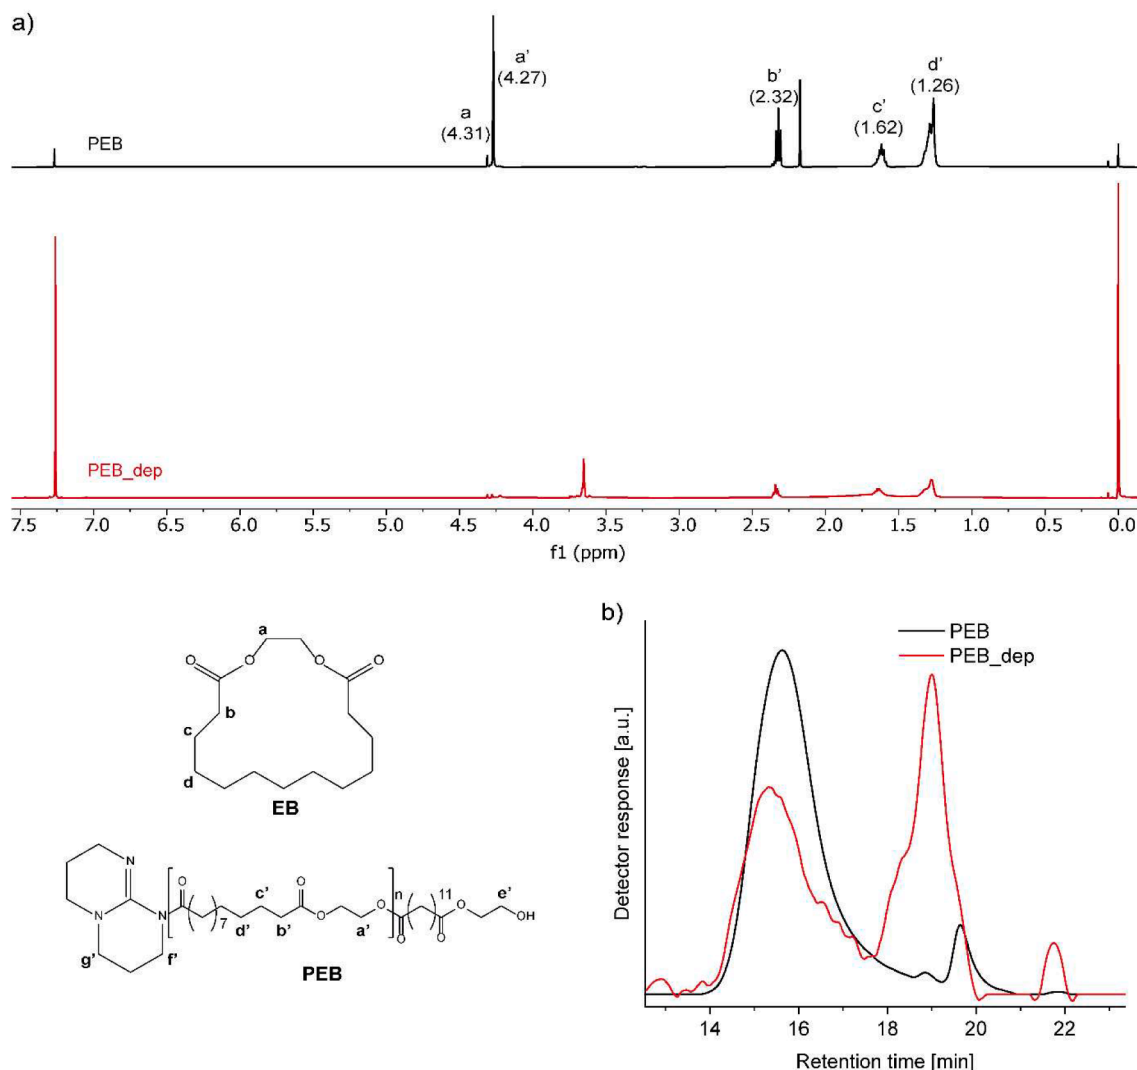 a)
a'
(4.27)
a
(4.31)
b'
(2.32)
c'
(1.62)
d'
(1.26)
PEB
PEB_dep
7.5 7.0 6.5 6.0 5.5 5.0 4.5 4.0 3.5 3.0 2.5 2.0 1.5 1.0 0.5 0.0
f1 (ppm)
a
O O
O O
b
c
d
EB
N
N N
g' f'
O
7
c'
d'
b'
O
O
a'
O
n
O
11
O
O
e'
OH
PEB
b)
PEB
PEB_dep
Detector response [a.u.]
14 16 18 20 22
Retention time [min]